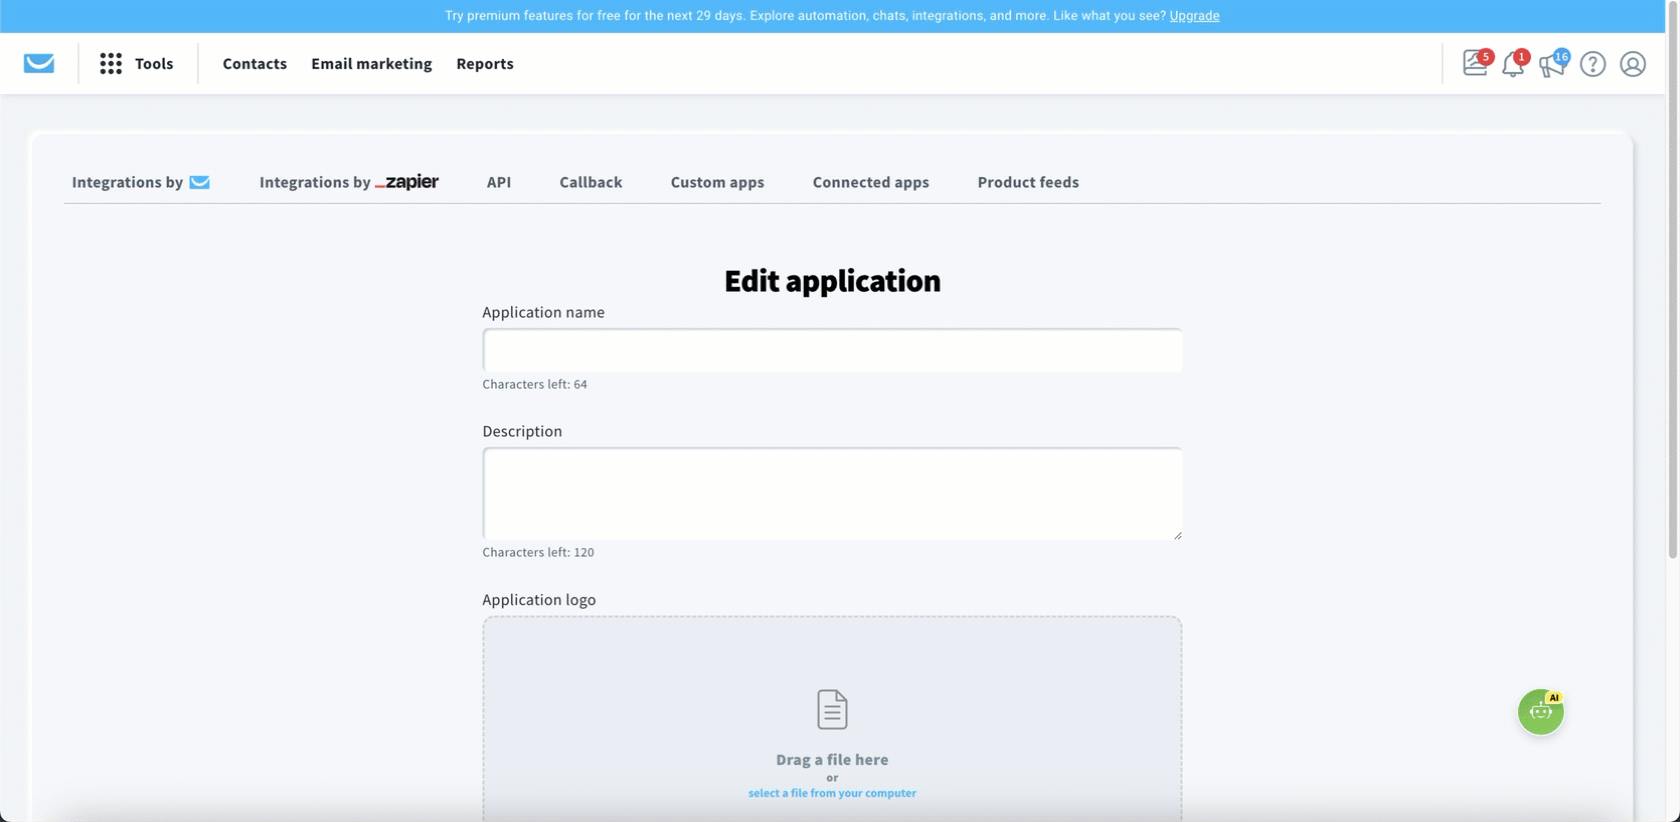 Try premium features for free for the next 29 days. Explore automation, chats, integrations, and more. Like what you see? Upgrade
Tools Contacts Email marketing Reports 5 1 16 ?
Integrations by Integrations by _zapier API Callback Custom apps Connected apps Product feeds
Edit application
Application name
Characters left: 64
Description
Characters left: 120
Application logo
AI
Drag a file here
or
select a file from your computer